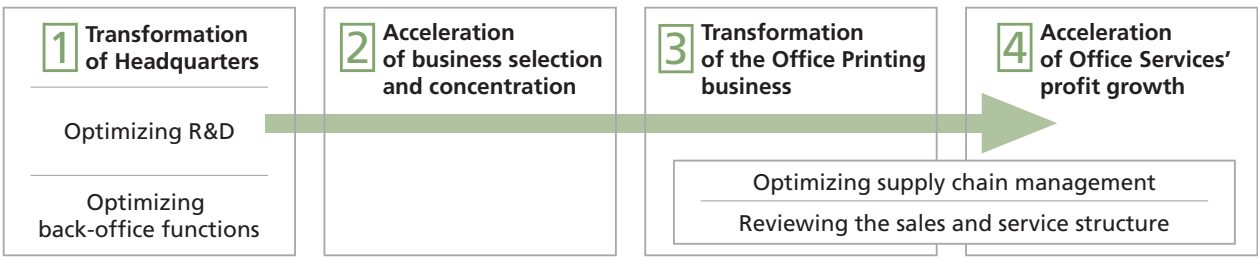 1
Transformation
of Headquarters
Optimizing R&D
Optimizing
back-office functions
2
Acceleration
of business selection
and concentration
3
Transformation
of the Office Printing
business
4
Acceleration
of Office Services’
profit growth
Optimizing supply chain management
Reviewing the sales and service structure